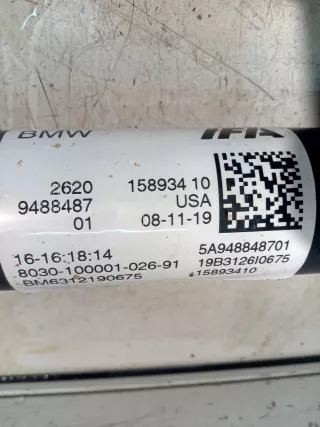 BMW IFA
2620 158934 10
9488487 USA
01 08-11-19
5A948848701
16-16:18:14 19B3126I0675
8030-100001-026-91 15893410
BM6312190675